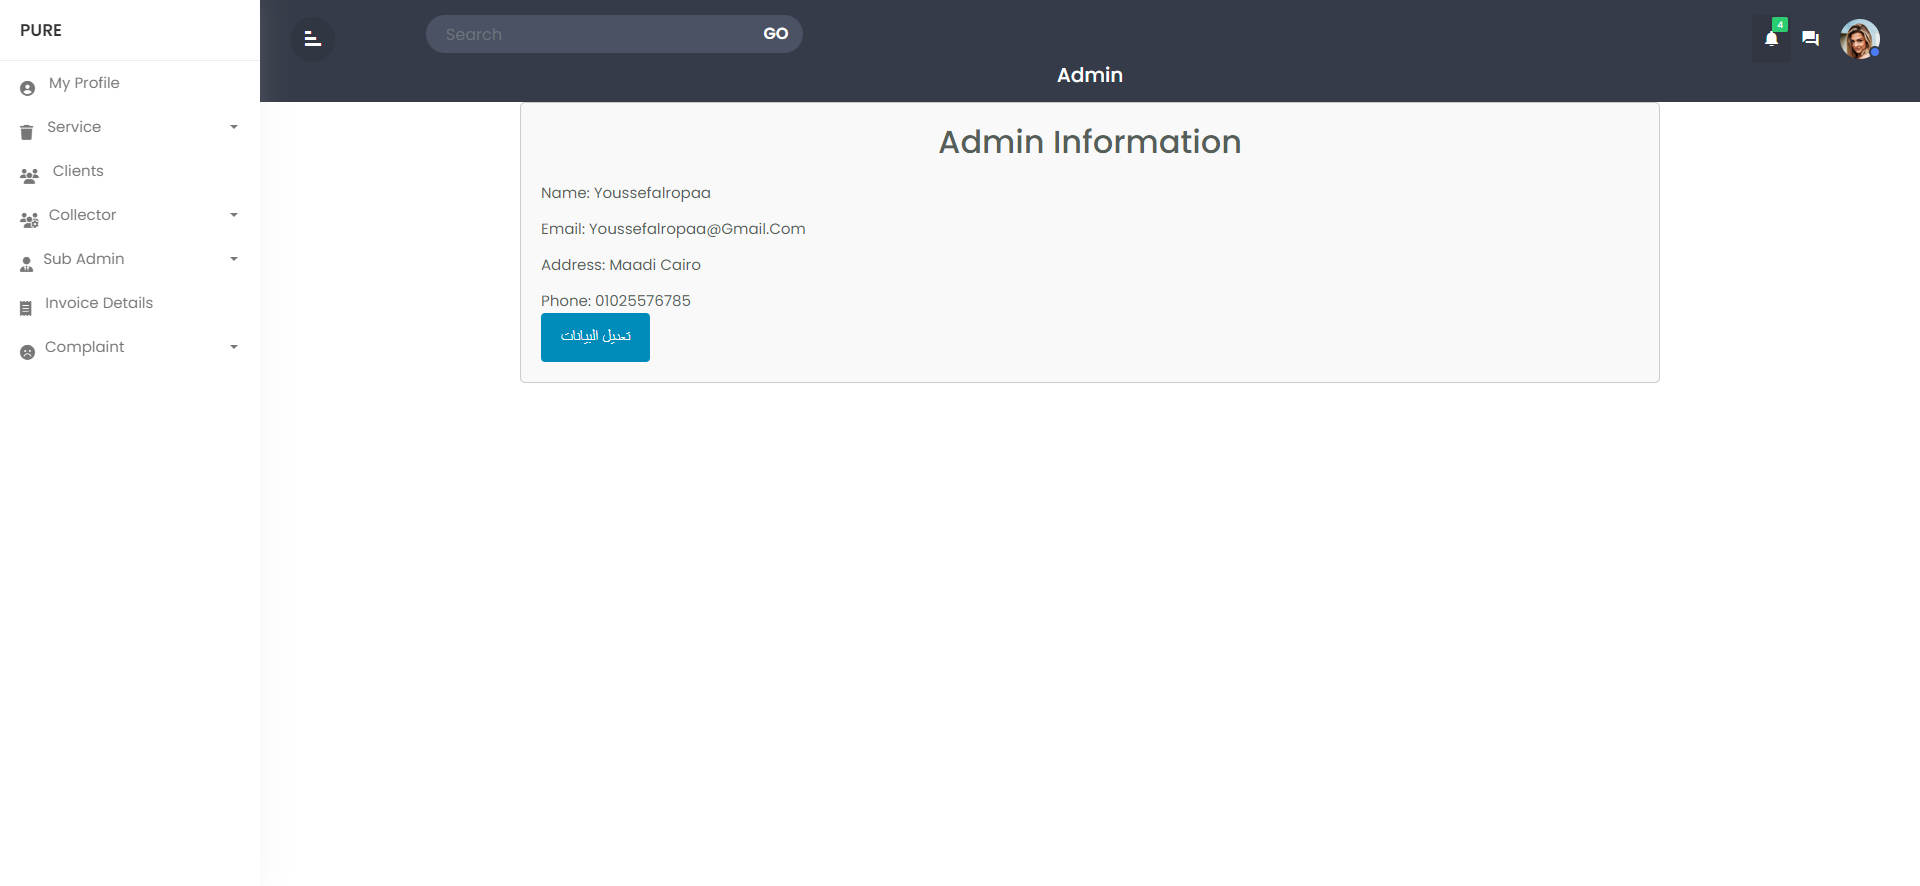 PURE
My Profile
Service
Clients
Collector
Sub Admin
Invoice Details
Complaint
Search
GO
4
Admin
Admin Information
Name: Youssefalropaa
Email: Youssefalropaa@Gmail.Com
Address: Maadi Cairo
Phone: 01025576785
تعديل البيانات